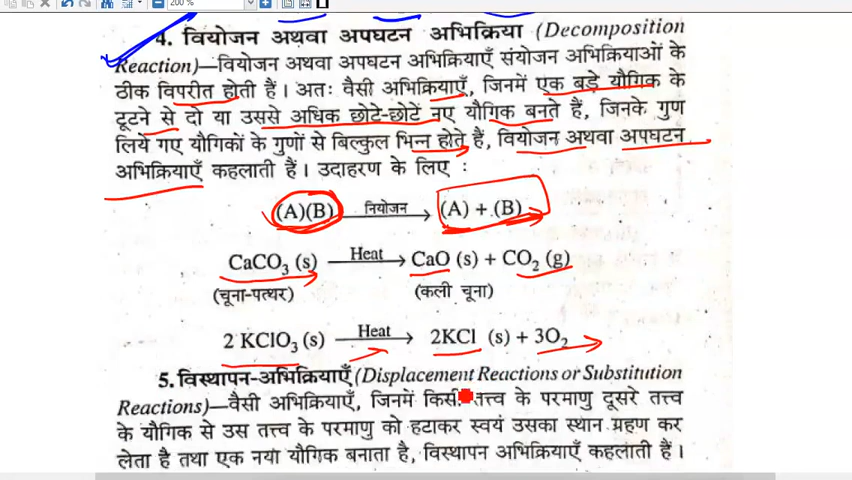 200 %
4. वियोजन अथवा अपघटन अभिक्रिया (Decomposition
Reaction)—वियोजन अथवा अपघटन अभिक्रियाएँ संयोजन अभिक्रियाओं के
ठीक विपरीत होती हैं। अतः वैसी अभिक्रियाएँ, जिनमें एक बड़े यौगिक के
टूटने से दो या उससे अधिक छोटे-छोटें नए यौगिक बनते हैं, जिनके गुण
लिये गए यौगिकों के गुणों से बिल्कुल भिन्न होते हैं, वियोजन अथवा अपघटन
अभिक्रियाएँ कहलाती हैं। उदाहरण के लिए :
(A)(B) नियोजन → (A) + (B)
CaCO₃ (s) Heat → CaO (s) + CO₂ (g)
(चूना-पत्थर) (कली चूना)
2 KClO₃ (s) Heat → 2KCl (s) + 3O₂
5. विस्थापन-अभिक्रियाएँ (Displacement Reactions or Substitution
Reactions)—वैसी अभिक्रियाएँ, जिनमें किसी तत्त्व के परमाणु दूसरे तत्त्व
के यौगिक से उस तत्त्व के परमाणु को हटाकर स्वयं उसका स्थान ग्रहण कर
लेता है तथा एक नया यौगिक बनाता है, विस्थापन अभिक्रियाएँ कहलाती हैं।